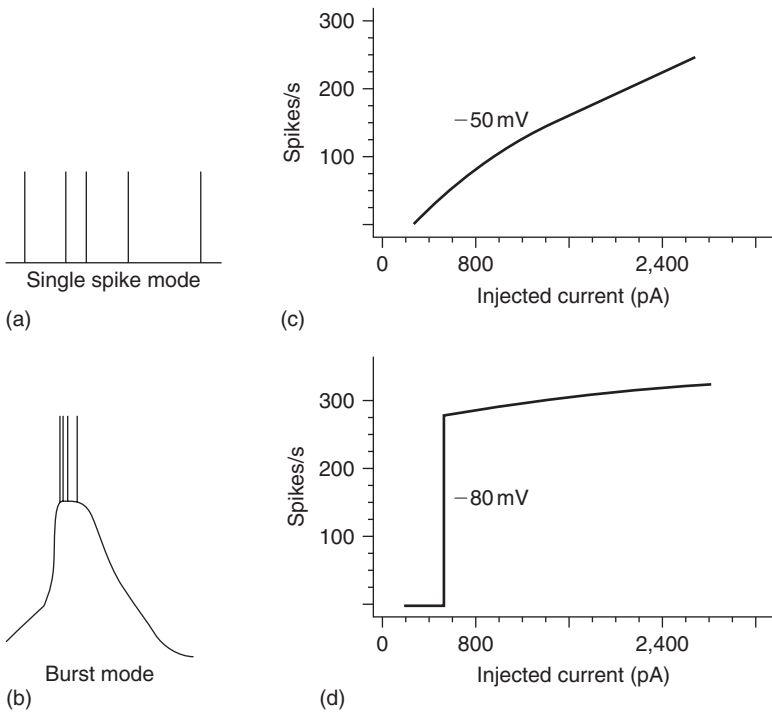 Single spike mode
(a)
Burst mode
(b)
300
200
100
Spikes/s
−50 mV
0
800
2,400
Injected current (pA)
(c)
300
200
100
Spikes/s
−80 mV
0
800
2,400
Injected current (pA)
(d)